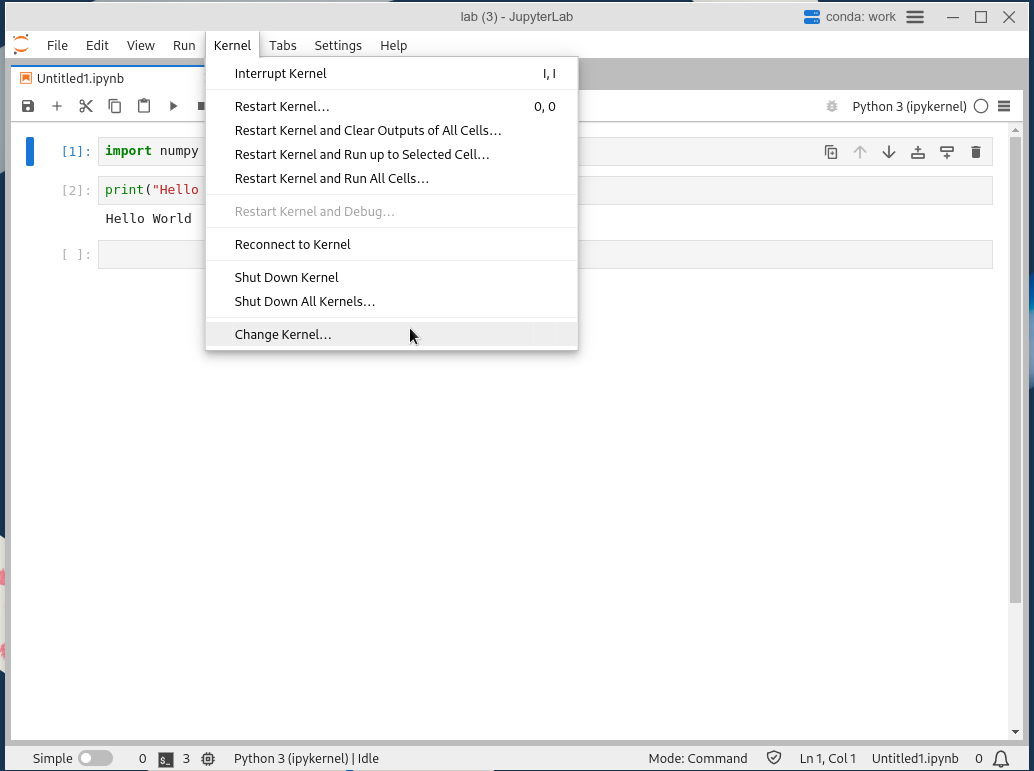 lab (3) - JupyterLab
conda: work
File Edit View Run Kernel Tabs Settings Help
Untitled1.ipynb
Interrupt Kernel I, I
Restart Kernel… 0, 0
Restart Kernel and Clear Outputs of All Cells…
Restart Kernel and Run up to Selected Cell…
Restart Kernel and Run All Cells…
Restart Kernel and Debug…
Reconnect to Kernel
Shut Down Kernel
Shut Down All Kernels…
Change Kernel…
Python 3 (ipykernel)
[1]: import numpy
[2]: print("Hello
Hello World
[ ]:
Simple 0 $_ 3 Python 3 (ipykernel) | Idle Mode: Command Ln 1, Col 1 Untitled1.ipynb 0